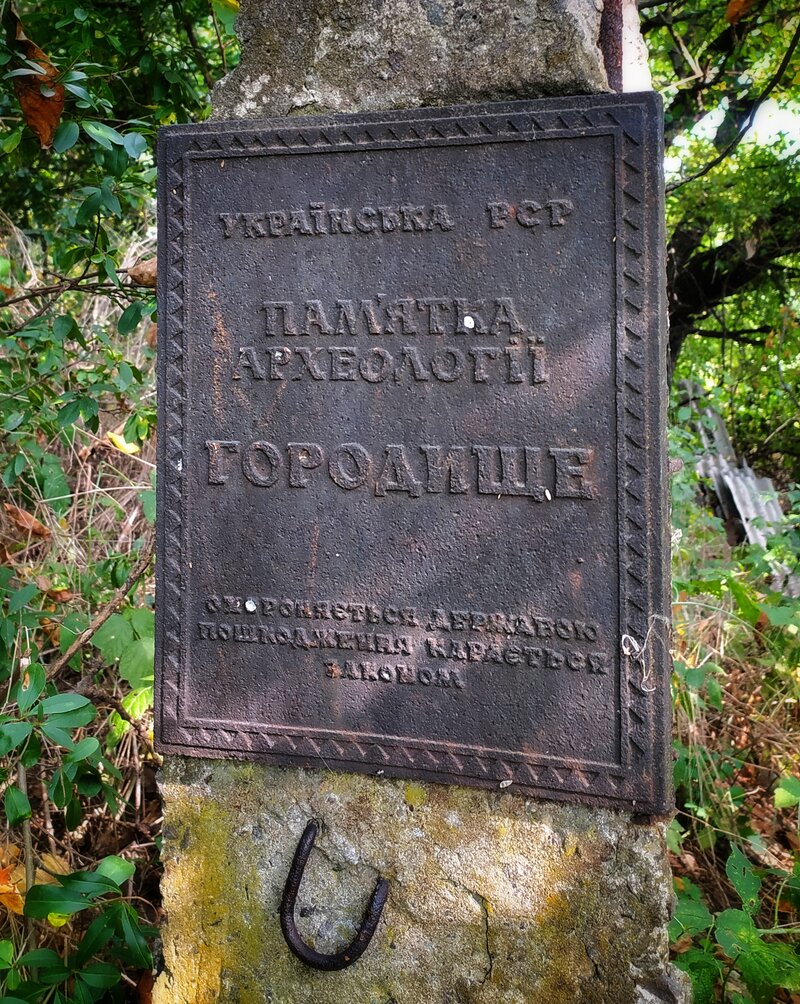 УКРАЇНСЬКА РСР
ПАМ'ЯТКА
АРХЕОЛОГІЇ
ГОРОДИЩЕ
ОХОРОНЯЄТЬСЯ ДЕРЖАВОЮ
ПОШКОДЖЕННЯ КАРАЄТЬСЯ
ЗАКОНОМ